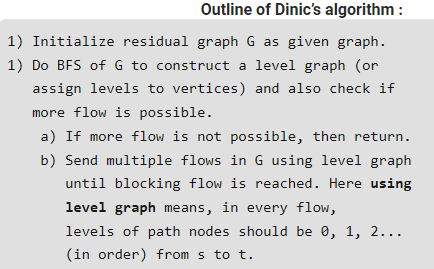 Outline of Dinic's algorithm :
1) Initialize residual graph G as given graph.
1) Do BFS of G to construct a level graph (or
assign levels to vertices) and also check if
more flow is possible.
a) If more flow is not possible, then return.
b) Send multiple flows in G using level graph
until blocking flow is reached. Here using
level graph means, in every flow,
levels of path nodes should be 0, 1, 2...
(in order) from s to t.